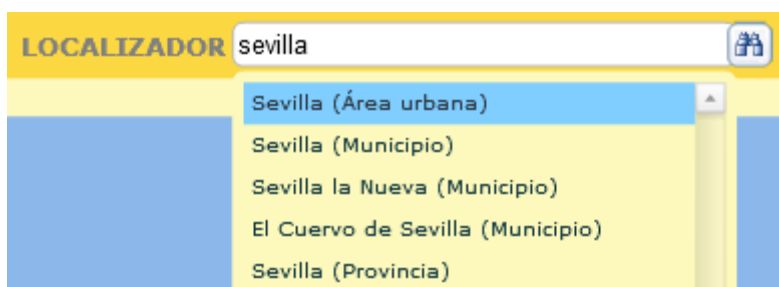 LOCALIZADOR sevilla
Sevilla (Área urbana)
Sevilla (Municipio)
Sevilla la Nueva (Municipio)
El Cuervo de Sevilla (Municipio)
Sevilla (Provincia)